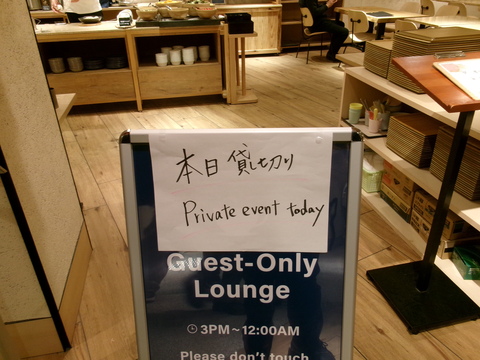 本日貸し切り
Private event today
Guest-Only
Lounge
3PM~12:00AM
Please don't touch